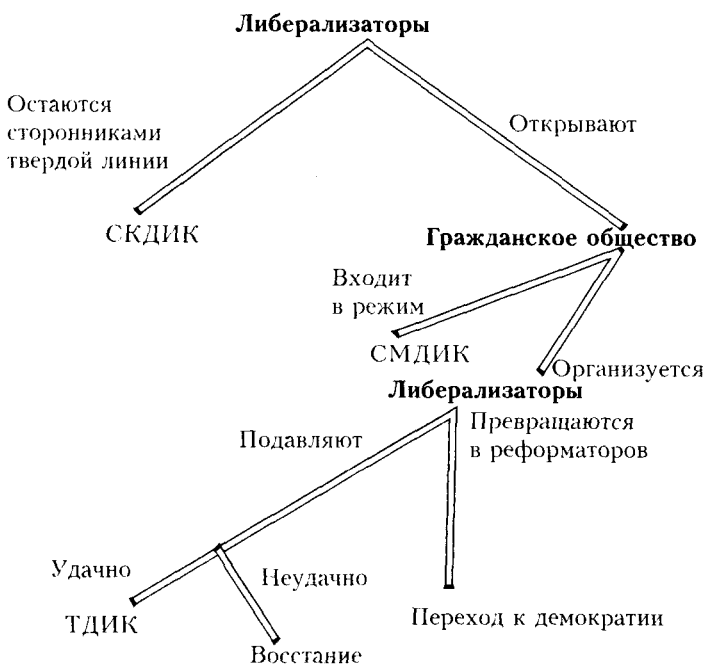 Либерализаторы
Остаются
сторонниками
твердой линии
Открывают
СКДИК
Гражданское общество
Входит
в режим
СМДИК
Организуется
Либерализаторы
Подавляют
Превращаются
в реформаторов
Удачно
Неудачно
ТДИК
Переход к демократии
Восстание